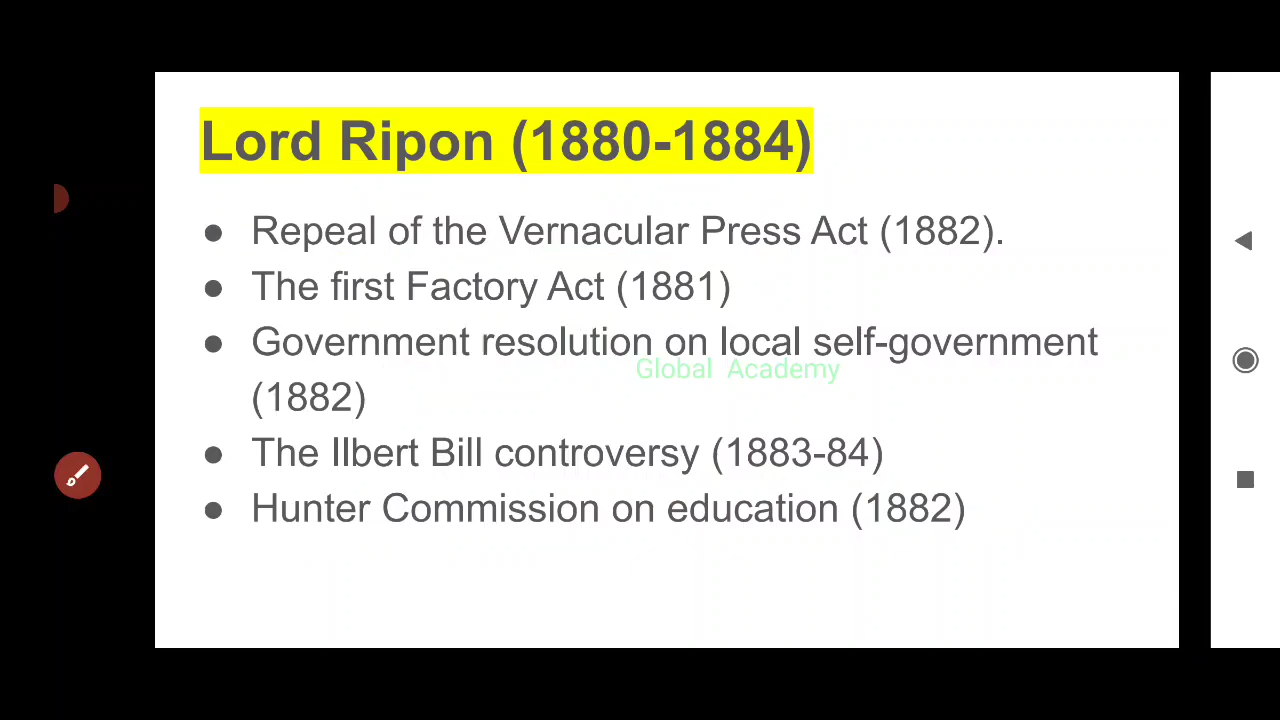 Lord Ripon (1880-1884)
● Repeal of the Vernacular Press Act (1882).
● The first Factory Act (1881)
● Government resolution on local self-government
(1882)
Global Academy
● The Ilbert Bill controversy (1883-84)
● Hunter Commission on education (1882)